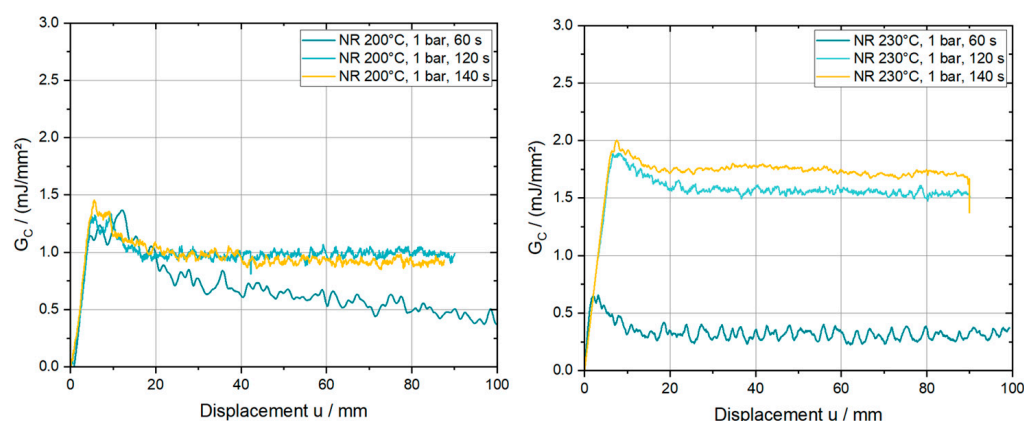 3.0
2.5
2.0
1.5
1.0
0.5
0.0
G_C / (mJ/mm²)
NR 200°C, 1 bar, 60 s
NR 200°C, 1 bar, 120 s
NR 200°C, 1 bar, 140 s
0 20 40 60 80 100
Displacement u / mm
3.0
2.5
2.0
1.5
1.0
0.5
0.0
G_C / (mJ/mm²)
NR 230°C, 1 bar, 60 s
NR 230°C, 1 bar, 120 s
NR 230°C, 1 bar, 140 s
0 20 40 60 80 100
Displacement u / mm